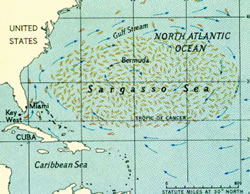 UNITED
STATES
Gulf Stream
NORTH ATLANTIC
OCEAN
Bermuda
Sargasso Sea
Miami
Key
West
TROPIC OF CANCER
CUBA
Caribbean Sea
STATUTE MILES AT 30° NORTH